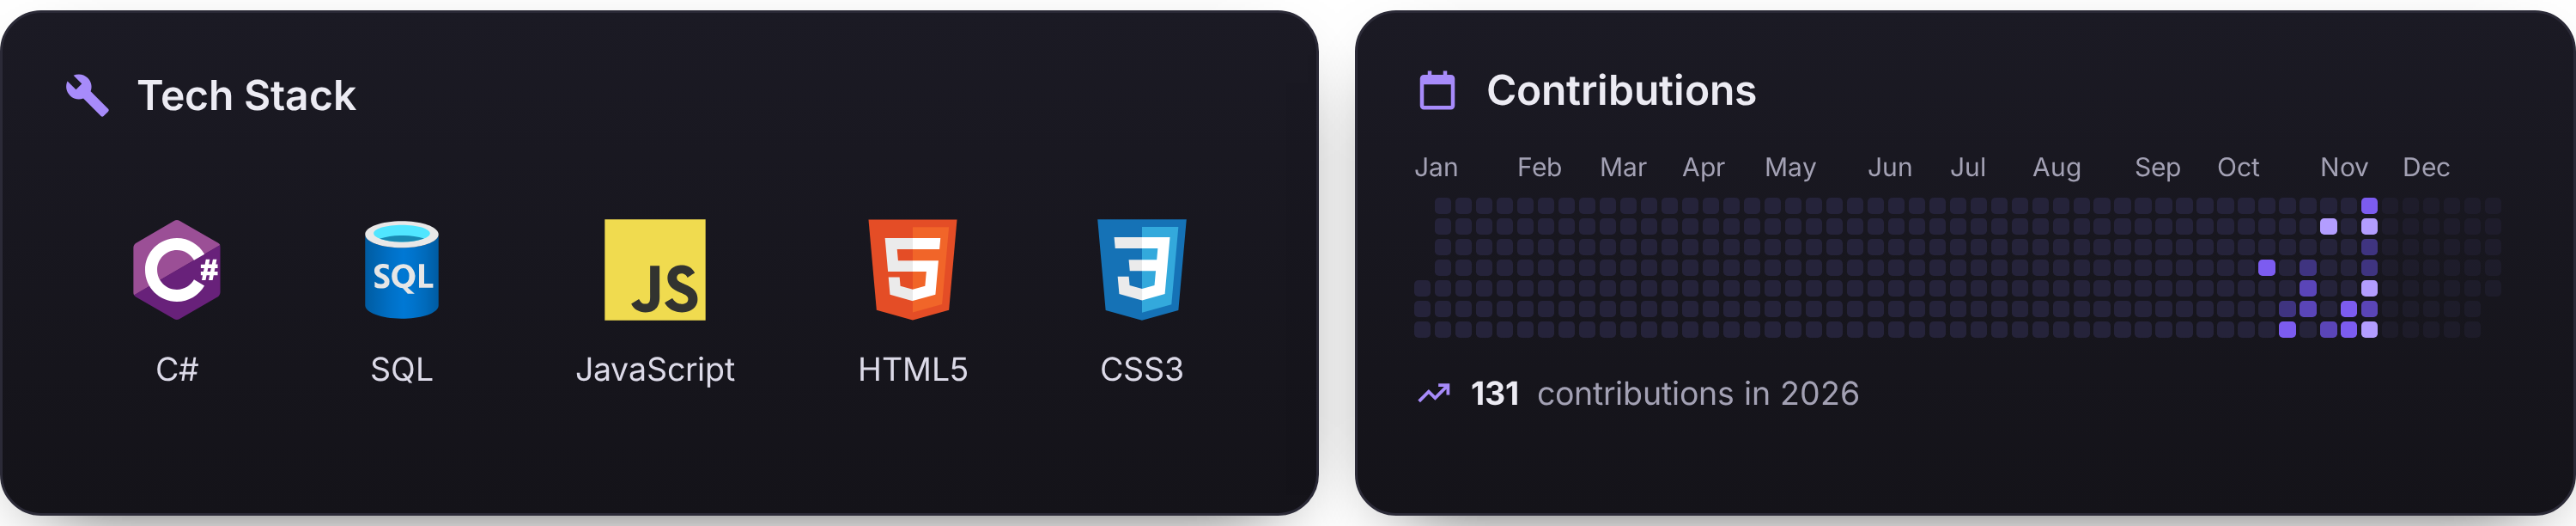 Tech Stack
C#
SQL
JS
5
3
C#
SQL
JavaScript
HTML5
CSS3
Contributions
Jan Feb Mar Apr May Jun Jul Aug Sep Oct Nov Dec
131 contributions in 2026